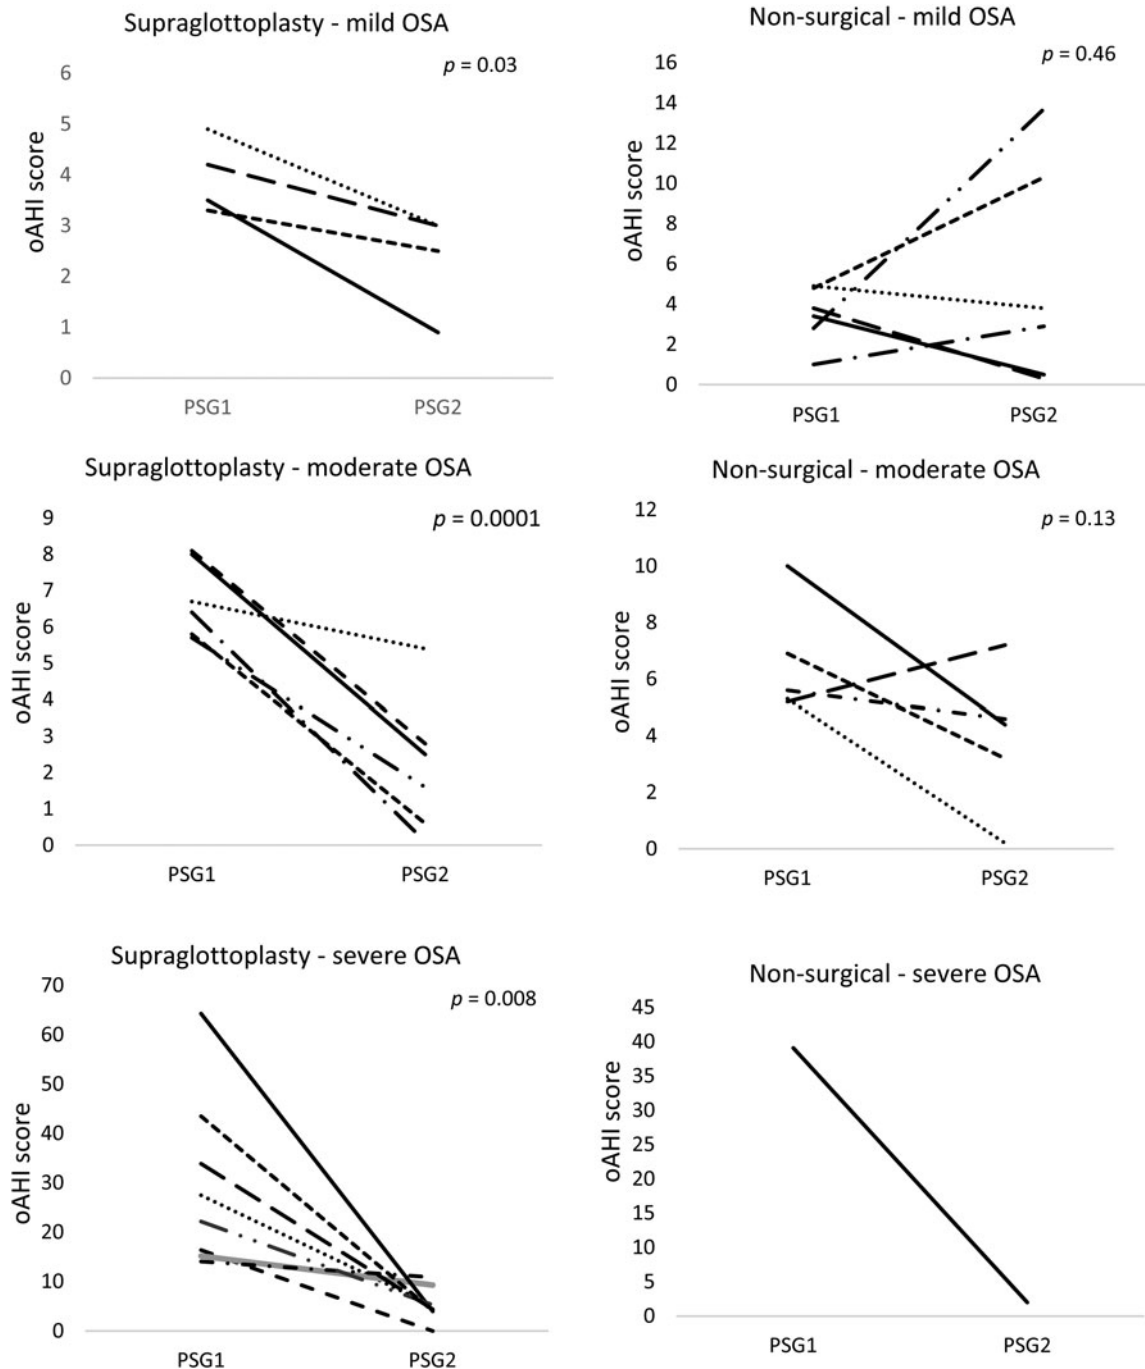 Supraglottoplasty - mild OSA
p = 0.03
oAHI score
6
5
4
3
2
1
0
PSG1 PSG2
Non-surgical - mild OSA
p = 0.46
oAHI score
16
14
12
10
8
6
4
2
0
PSG1 PSG2
Supraglottoplasty - moderate OSA
p = 0.0001
oAHI score
9
8
7
6
5
4
3
2
1
0
PSG1 PSG2
Non-surgical - moderate OSA
p = 0.13
oAHI score
12
10
8
6
4
2
0
PSG1 PSG2
Supraglottoplasty - severe OSA
p = 0.008
oAHI score
70
60
50
40
30
20
10
0
PSG1 PSG2
Non-surgical - severe OSA
oAHI score
45
40
35
30
25
20
15
10
5
0
PSG1 PSG2